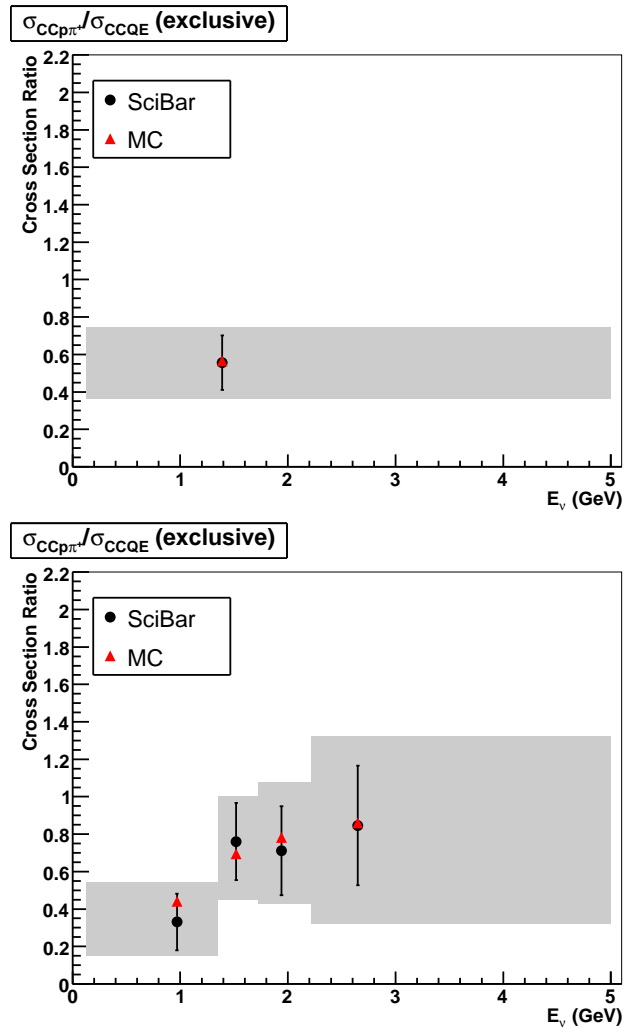 σCCpπ+/σCCQE (exclusive)
Cross Section Ratio
2.2
2
1.8
1.6
1.4
1.2
1
0.8
0.6
0.4
0.2
0
SciBar
MC
0 1 2 3 4 5
Eν (GeV)
σCCpπ+/σCCQE (exclusive)
Cross Section Ratio
2.2
2
1.8
1.6
1.4
1.2
1
0.8
0.6
0.4
0.2
0
SciBar
MC
0 1 2 3 4 5
Eν (GeV)